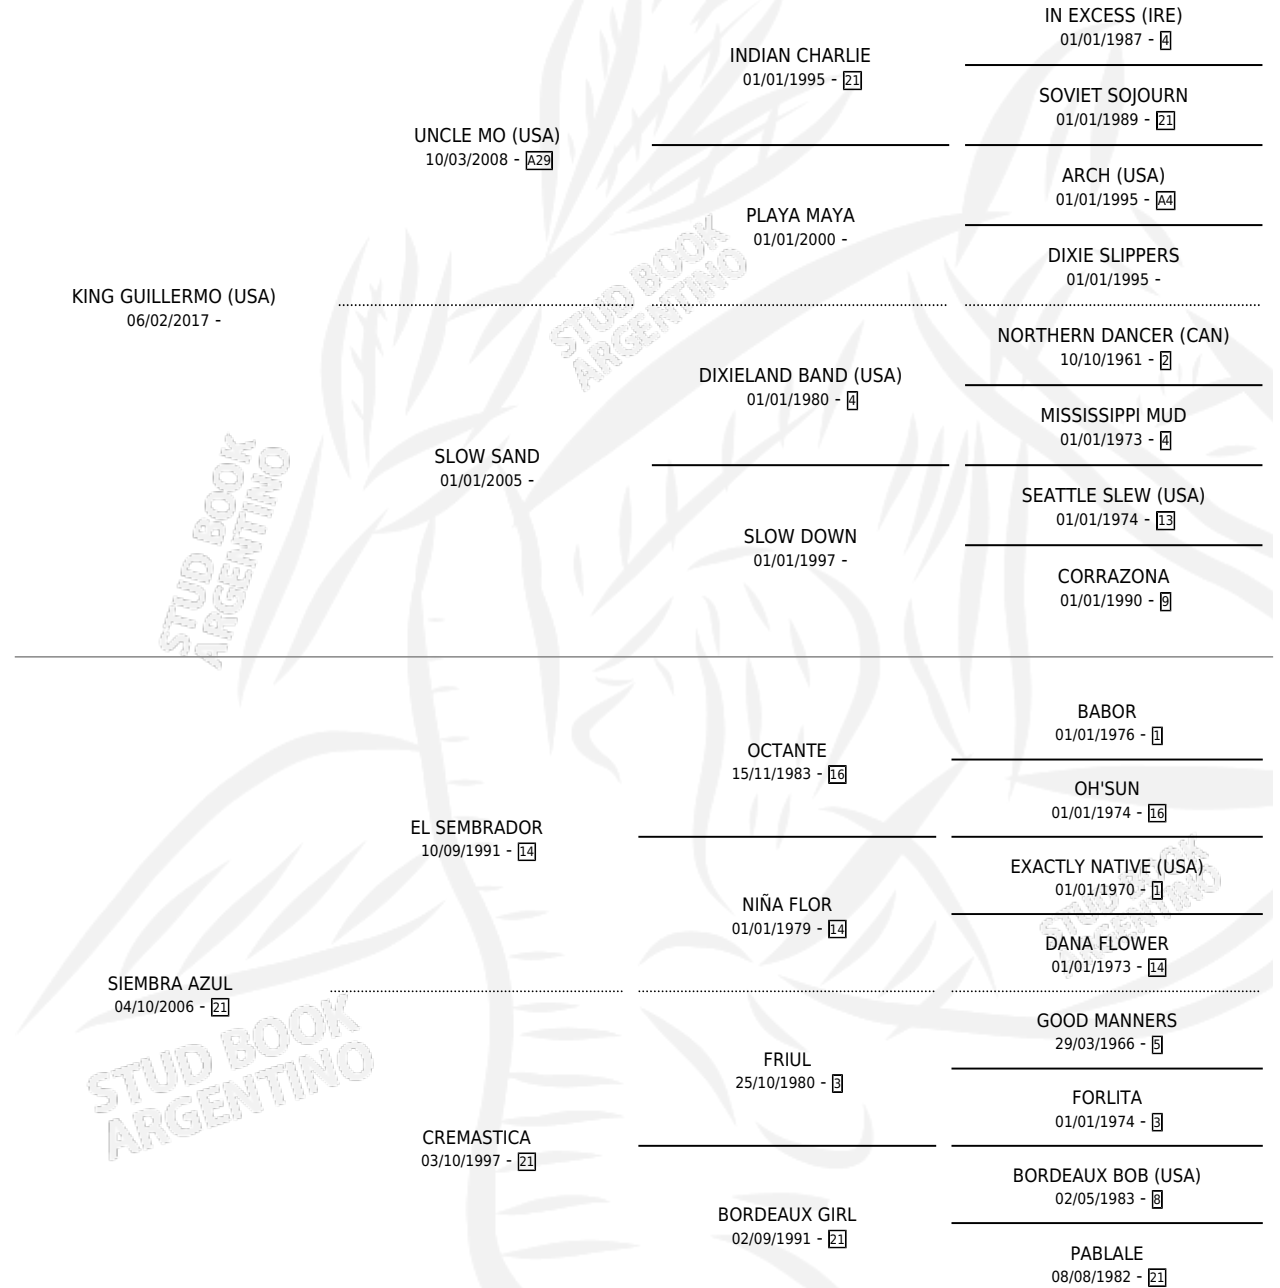 IN EXCESS (IRE)
01/01/1987 - 4
INDIAN CHARLIE
01/01/1995 - 21
SOVIET SOJOURN
01/01/1989 - 21
UNCLE MO (USA)
10/03/2008 - A29
ARCH (USA)
01/01/1995 - A4
PLAYA MAYA
01/01/2000 -
DIXIE SLIPPERS
01/01/1995 -
KING GUILLERMO (USA)
06/02/2017 -
NORTHERN DANCER (CAN)
10/10/1961 - 2
DIXIELAND BAND (USA)
01/01/1980 - 4
MISSISSIPPI MUD
01/01/1973 - 4
SLOW SAND
01/01/2005 -
SEATTLE SLEW (USA)
01/01/1974 - 13
SLOW DOWN
01/01/1997 -
CORRAZONA
01/01/1990 - 9
BABOR
01/01/1976 - 1
OCTANTE
15/11/1983 - 16
OH'SUN
01/01/1974 - 16
EL SEMBRADOR
10/09/1991 - 14
EXACTLY NATIVE (USA)
01/01/1970 - 1
NIÑA FLOR
01/01/1979 - 14
DANA FLOWER
01/01/1973 - 14
SIEMBRA AZUL
04/10/2006 - 21
GOOD MANNERS
29/03/1966 - 5
FRIUL
25/10/1980 - 3
FORLITA
01/01/1974 - 3
CREMASTICA
03/10/1997 - 21
BORDEAUX BOB (USA)
02/05/1983 - 8
BORDEAUX GIRL
02/09/1991 - 21
PABLALE
08/08/1982 - 21
STUD BOOK
ARGENTINO
STUD BOOK
ARGENTINO
STUD BOOK
ARGENTINO
STUD BOOK
ARGENTINO